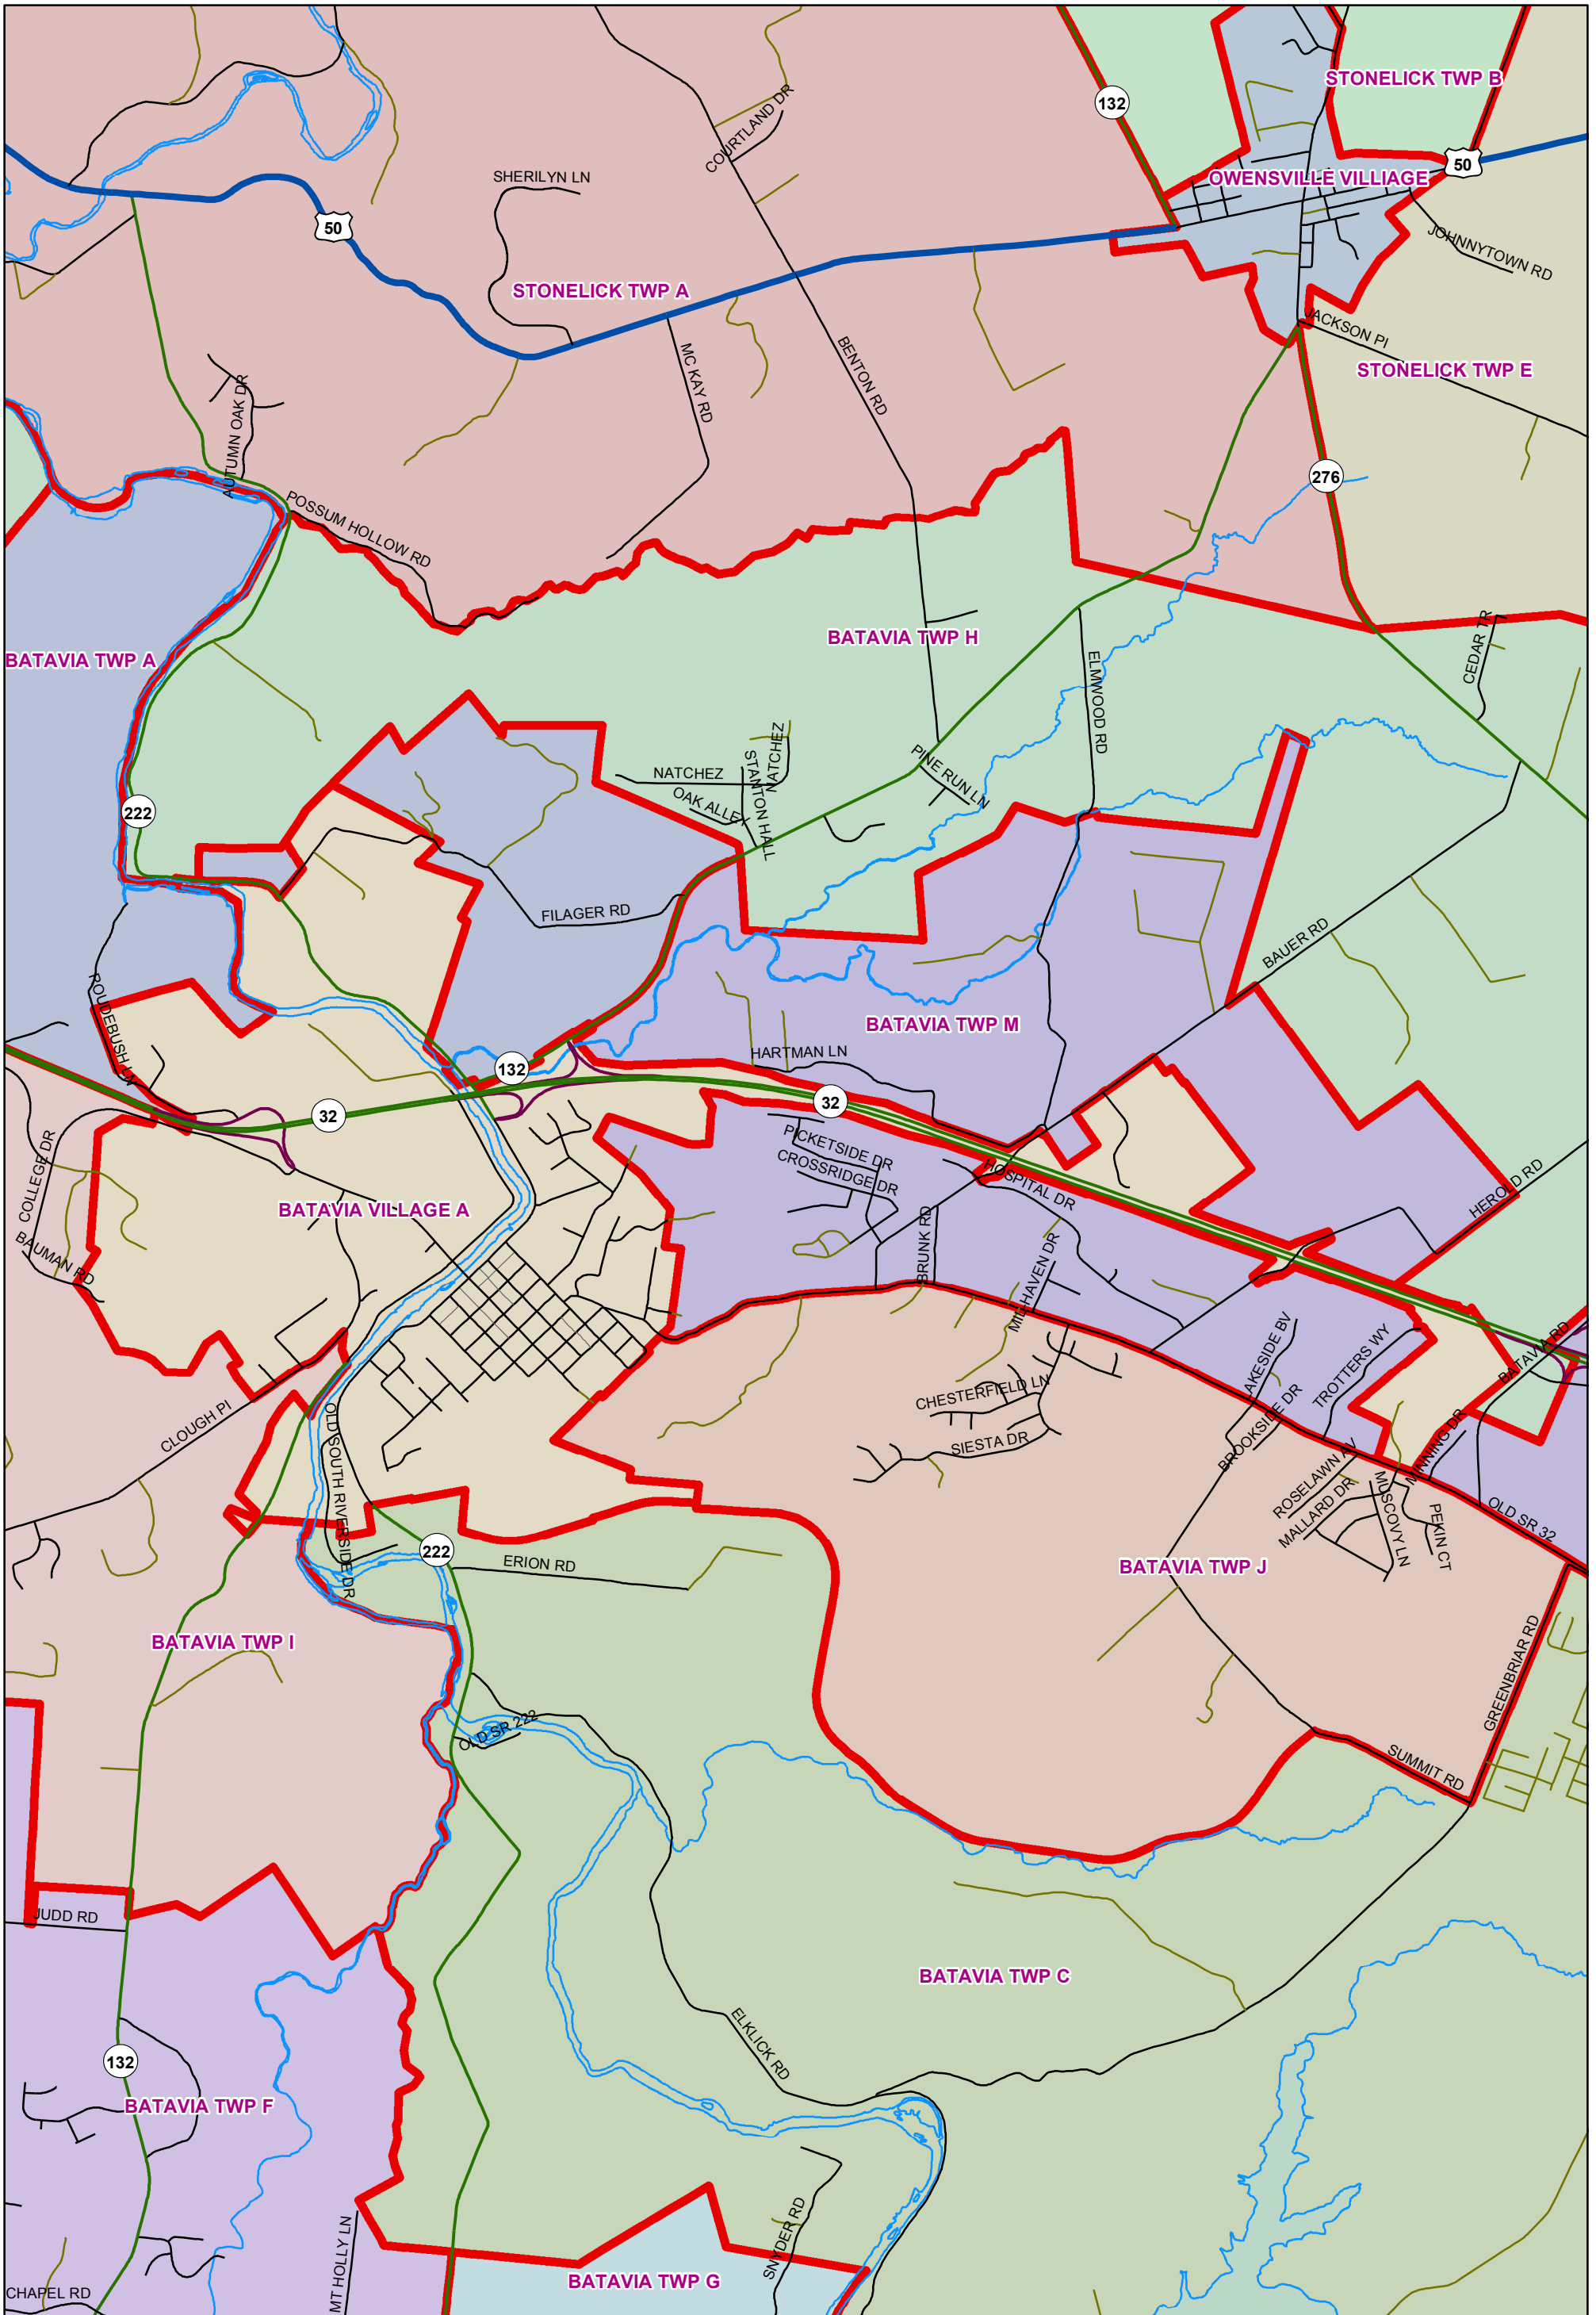 STONELICK TWP B
132
COURTLAND DR
50
SHERILYN LN
OWENSVILLE VILLIAGE
50
JOHNNYTOWN RD
STONELICK TWP A
JACKSON PI
MC KAY RD
BENTON RD
STONELICK TWP E
AUTUMN OAK DR
276
POSSUM HOLLOW RD
BATAVIA TWP H
CEDAR TR
BATAVIA TWP A
ELMWOOD RD
NATCHEZ
NATCHEZ
STANTON HALL
PINE RUN LN
OAK ALLEY
222
FILAGER RD
BAUER RD
ROUDEBUSH LN
BATAVIA TWP M
HARTMAN LN
132
32
32
COLLEGE DR
PICKETSIDE DR
CROSSRIDGE DR
HOSPITAL DR
HEROLD RD
BATAVIA VILLAGE A
BAUMAN RD
BRUNK RD
MILHAVEN DR
LAKESIDE BV
TROTTERS WY
BATAVIA RD
CHESTERFIELD LN
CLOUGH PI
OLD SOUTH RIVERSIDE DR
SIESTA DR
BROOKSIDE DR
MINNING DR
ROSELAWN AV
MALLARD DR
MUSCOVY LN
PEKIN CT
OLD SR 32
222
ERION RD
BATAVIA TWP J
BATAVIA TWP I
GREENBRIAR RD
OLD SR 222
SUMMIT RD
JUDD RD
BATAVIA TWP C
ELKLICK RD
132
BATAVIA TWP F
SNYDER RD
MT HOLLY LN
BATAVIA TWP G
CHAPEL RD